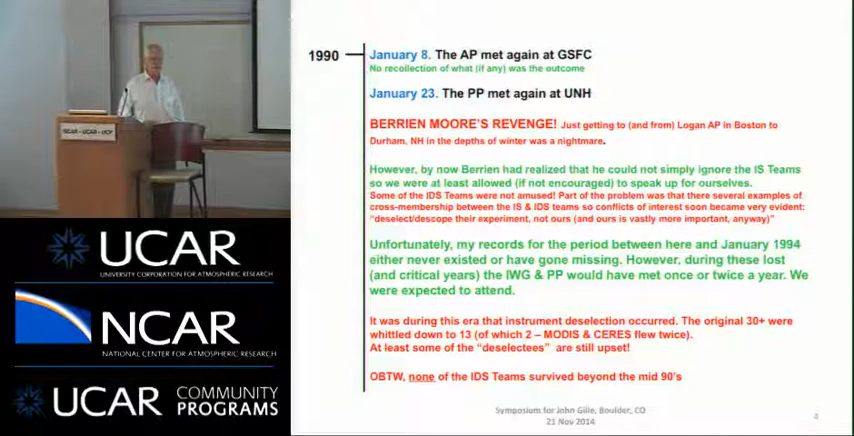 NCAR • UCAR • UCP
UCAR
UNIVERSITY CORPORATION FOR ATMOSPHERIC RESEARCH
NCAR
NATIONAL CENTER FOR ATMOSPHERIC RESEARCH
UCAR COMMUNITY PROGRAMS
1990
January 8. The AP met again at GSFC
No recollection of what (if any) was the outcome
January 23. The PP met again at UNH
BERRIEN MOORE'S REVENGE! Just getting to (and from) Logan AP in Boston to
Durham, NH in the depths of winter was a nightmare.
However, by now Berrien had realized that he could not simply ignore the IS Teams
so we were at least allowed (if not encouraged) to speak up for ourselves.
Some of the IDS Teams were not amused! Part of the problem was that there several examples of
cross-membership between the IS & IDS teams so conflicts of interest soon became very evident:
"deselect/descope their experiment, not ours (and ours is vastly more important, anyway)"
Unfortunately, my records for the period between here and January 1994
either never existed or have gone missing. However, during these lost
(and critical years) the IWG & PP would have met once or twice a year. We
were expected to attend.
It was during this era that instrument deselection occurred. The original 30+ were
whittled down to 13 (of which 2 – MODIS & CERES flew twice).
At least some of the "deselectees" are still upset!
OBTW, none of the IDS Teams survived beyond the mid 90's
Symposium for John Gille, Boulder, CO
21 Nov 2014
4